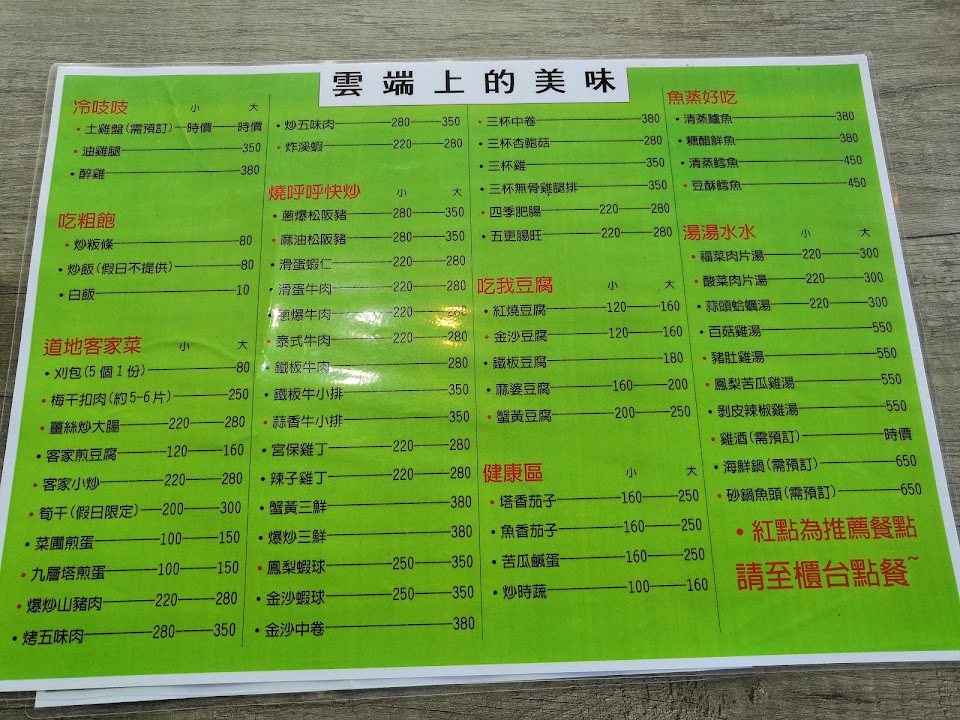 雲端上的美味
冷吱吱 小 大
•土雞盤(需預訂)—時價—時價
•油雞腿—350
•醉雞—380
吃粗飽
•炒粄條—80
•炒飯(假日不提供)—80
•白飯—10
道地客家菜 小 大
•刈包(5個1份)—80
•梅干扣肉(約5-6片)—250
•薑絲炒大腸—220—280
•客家煎豆腐—120—160
•客家小炒—220—280
•筍干(假日限定)—200—300
•菜圃煎蛋—100—150
•九層塔煎蛋—100—150
•爆炒山豬肉—220—280
•烤五味肉—280—350
•炒五味肉—280—350
•炸溪蝦—220—280
燒呼呼快炒 小 大
•蔥爆松阪豬—280—350
•麻油松阪豬—280—350
•滑蛋蝦仁—220—280
•滑蛋牛肉—220—280
•蔥爆牛肉—220—280
•泰式牛肉—220—280
•鐵板牛肉—280
•鐵板牛小排—350
•蒜香牛小排—350
•宮保雞丁—220—280
•辣子雞丁—220—280
•蟹黃三鮮—380
•爆炒三鮮—380
•鳳梨蝦球—250—350
•金沙蝦球—250—350
•金沙中卷—380
•三杯中卷—380
•三杯杏鮑菇—280
•三杯雞—350
•三杯無骨雞腿排—350
•四季肥腸—220—280
•五更腸旺—220—280
吃我豆腐 小 大
•紅燒豆腐—120—160
•金沙豆腐—120—160
•鐵板豆腐—180
•麻婆豆腐—160—200
•蟹黃豆腐—200—250
健康區 小 大
•塔香茄子—160—250
•魚香茄子—160—250
•苦瓜鹹蛋—160—250
•炒時蔬—100—160
魚蒸好吃
•清蒸鱸魚—380
•糖醋鮮魚—380
•清蒸鱈魚—450
•豆酥鱈魚—450
湯湯水水 小 大
•福菜肉片湯—220—300
•酸菜肉片湯—220—300
•蒜頭蛤蠣湯—220—300
•百菇雞湯—550
•豬肚雞湯—550
•鳳梨苦瓜雞湯—550
•剝皮辣椒雞湯—550
•雞酒(需預訂)—時價
•海鮮鍋(需預訂)—650
•砂鍋魚頭(需預訂)—650
•紅點為推薦餐點
請至櫃台點餐~